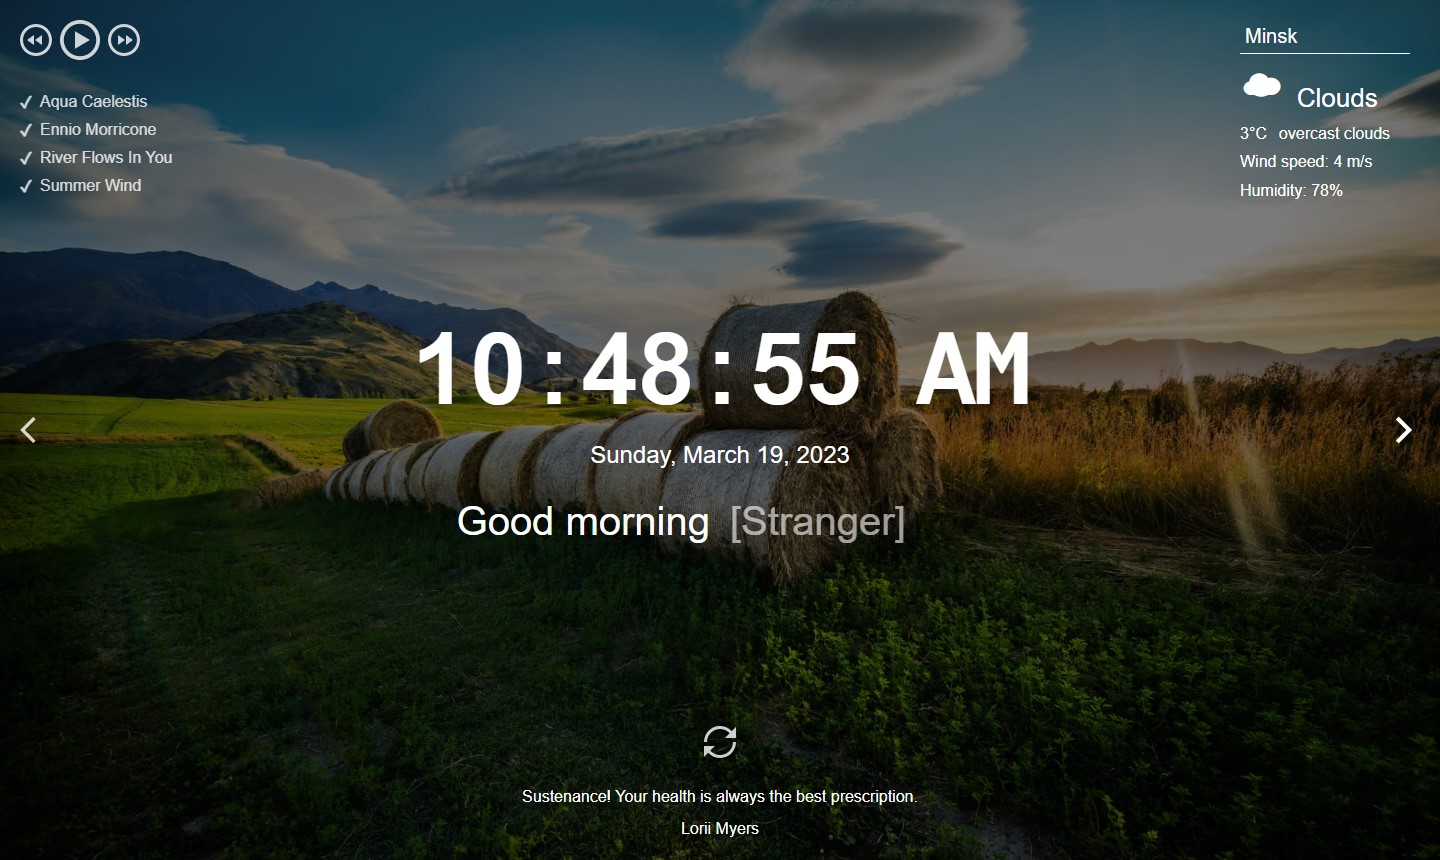 Aqua Caelestis
Ennio Morricone
River Flows In You
Summer Wind
Minsk
Clouds
3°C overcast clouds
Wind speed: 4 m/s
Humidity: 78%
10:48:55 AM
Sunday, March 19, 2023
Good morning [Stranger]
Sustenance! Your health is always the best prescription.
Lorii Myers